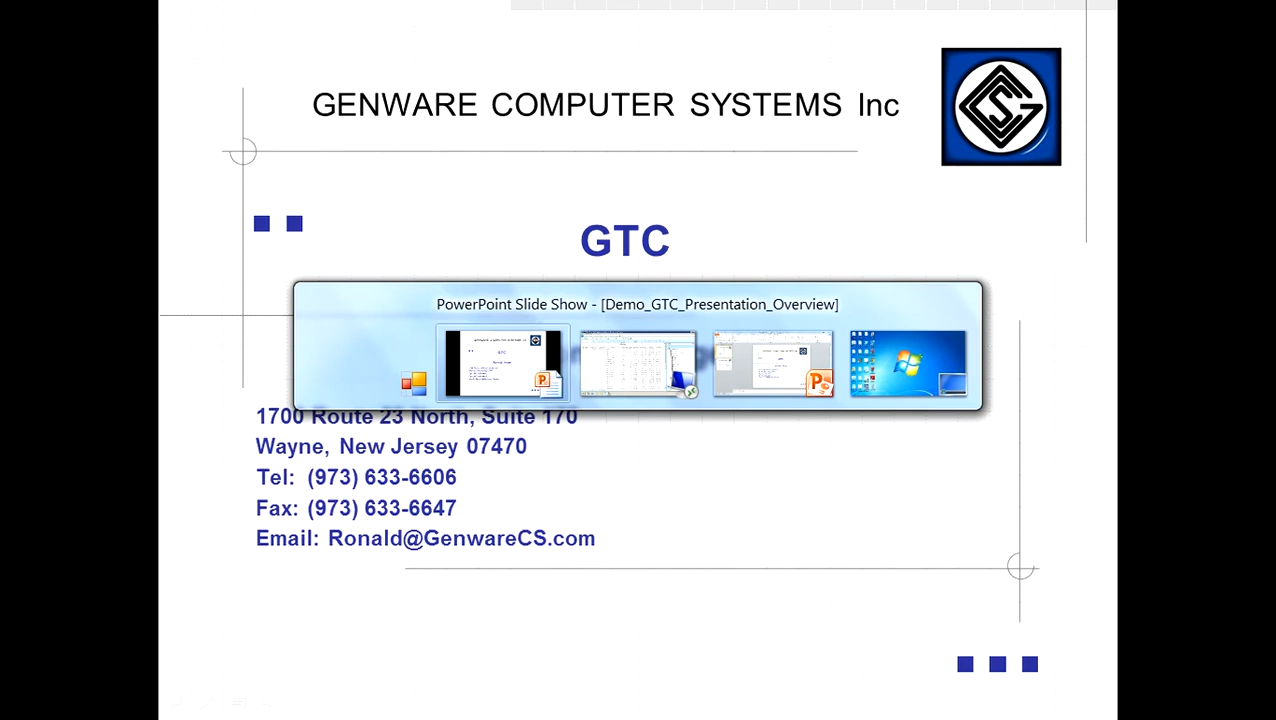 GENWARE COMPUTER SYSTEMS Inc
GTC
PowerPoint Slide Show - [Demo_GTC_Presentation_Overview]
1700 Route 23 North, Suite 170
Wayne, New Jersey 07470
Tel: (973) 633-6606
Fax: (973) 633-6647
Email: Ronald@GenwareCS.com